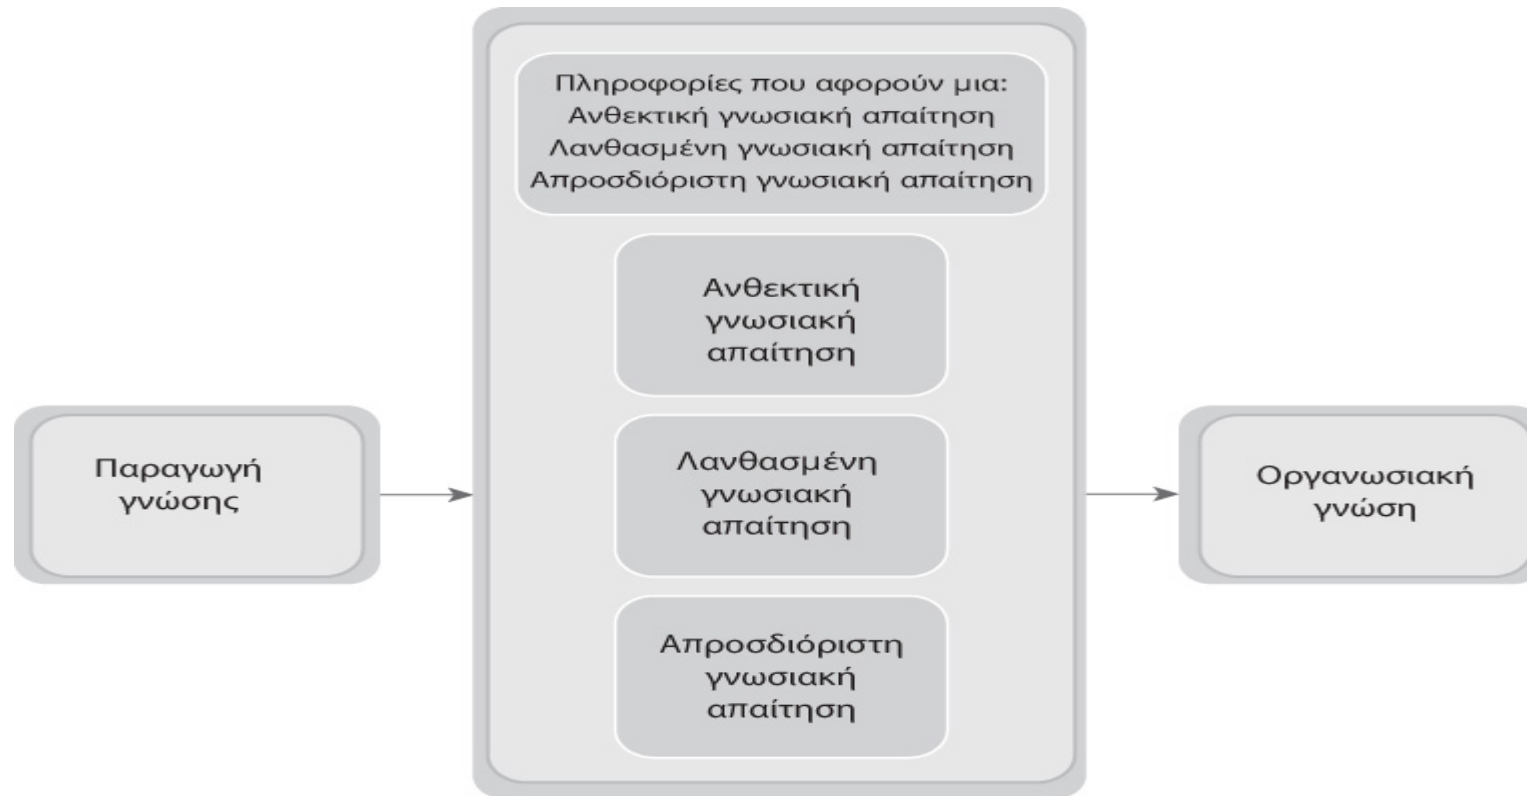 Πληροφορίες που αφορούν μια:
Ανθεκτική γνωσιακή απαίτηση
Λανθασμένη γνωσιακή απαίτηση
Απροσδιόριστη γνωσιακή απαίτηση
Ανθεκτική
γνωσιακή
απαίτηση
Παραγωγή
γνώσης
Λανθασμένη
γνωσιακή
απαίτηση
Οργανωσιακή
γνώση
Απροσδιόριστη
γνωσιακή
απαίτηση